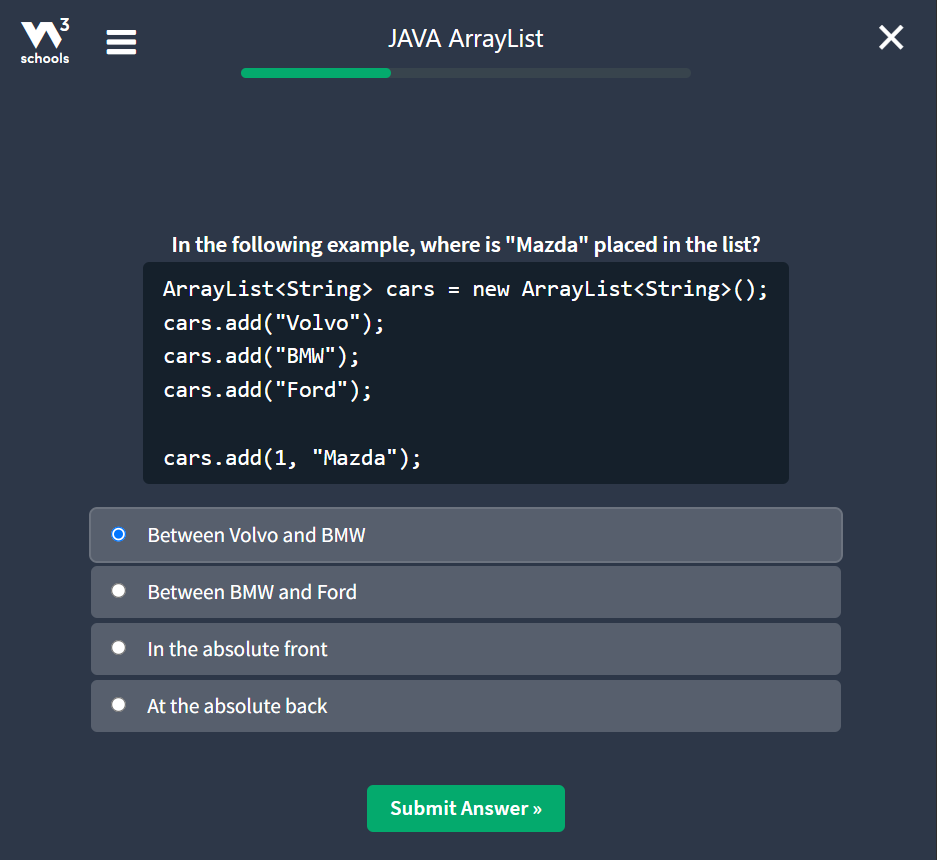 W3
schools
JAVA ArrayList
In the following example, where is "Mazda" placed in the list?
ArrayList<String> cars = new ArrayList<String>();
cars.add("Volvo");
cars.add("BMW");
cars.add("Ford");
cars.add(1, "Mazda");
Between Volvo and BMW
Between BMW and Ford
In the absolute front
At the absolute back
Submit Answer »